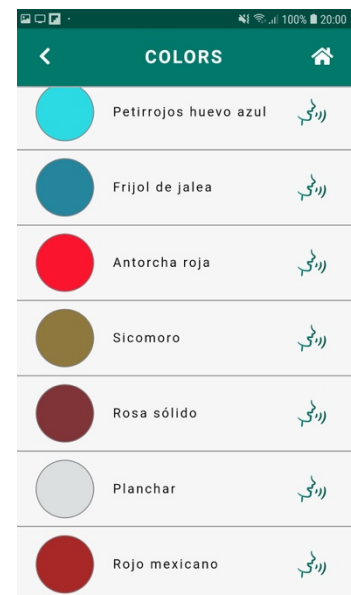 100% 20:00
COLORS
Petirrojos huevo azul
Frijol de jalea
Antorcha roja
Sicomoro
Rosa sólido
Planchar
Rojo mexicano